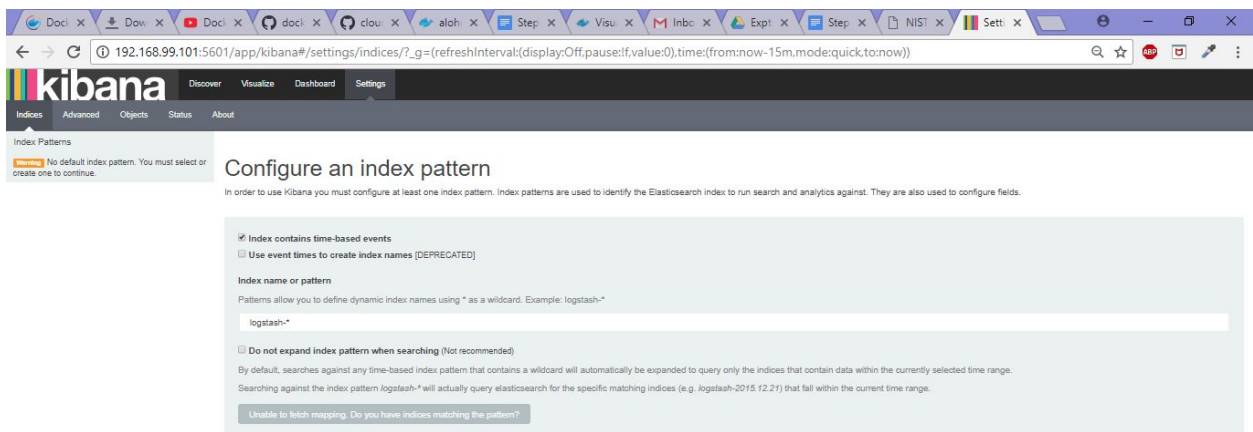 Dock
Dow
Dock
dock
clou
aloh
Step
Visu
Inbo
Expt
Step
NIST
Setti
192.168.99.101:5601/app/kibana#/settings/indices/?_g=(refreshInterval:(display:Off,pause:!f,value:0),time:(from:now-15m,mode:quick,to:now))
ABP
kibana Discover Visualize Dashboard Settings
Indices Advanced Objects Status About
Index Patterns
Warning No default index pattern. You must select or
create one to continue.
Configure an index pattern
In order to use Kibana you must configure at least one index pattern. Index patterns are used to identify the Elasticsearch index to run search and analytics against. They are also used to configure fields.
Index contains time-based events
Use event times to create index names [DEPRECATED]
Index name or pattern
Patterns allow you to define dynamic index names using * as a wildcard. Example: logstash-*
logstash-*
Do not expand index pattern when searching (Not recommended)
By default, searches against any time-based index pattern that contains a wildcard will automatically be expanded to query only the indices that contain data within the currently selected time range.
Searching against the index pattern logstash-* will actually query elasticsearch for the specific matching indices (e.g. logstash-2015.12.21) that fall within the current time range.
Unable to fetch mapping. Do you have indices matching the pattern?